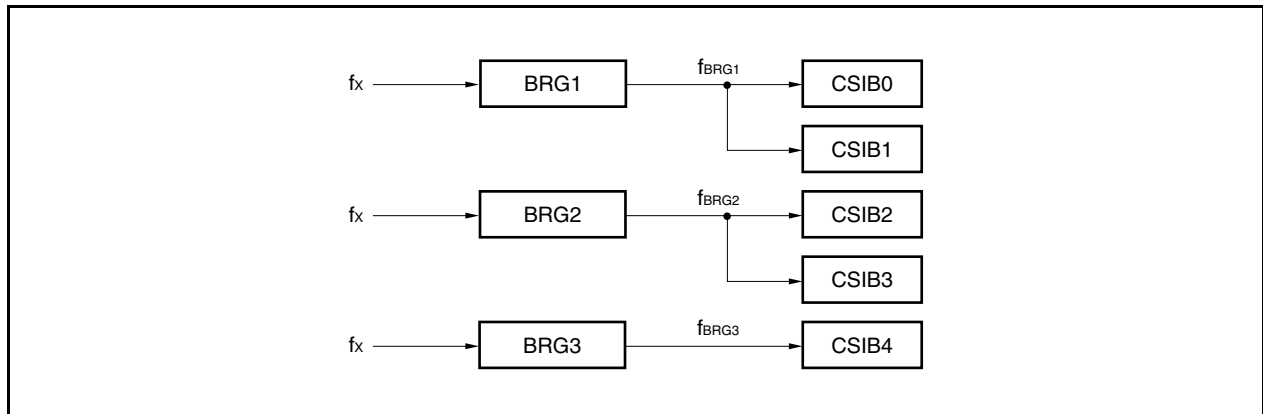 fX BRG1 fBRG1 CSIB0
CSIB1
fX BRG2 fBRG2 CSIB2
CSIB3
fX BRG3 fBRG3 CSIB4